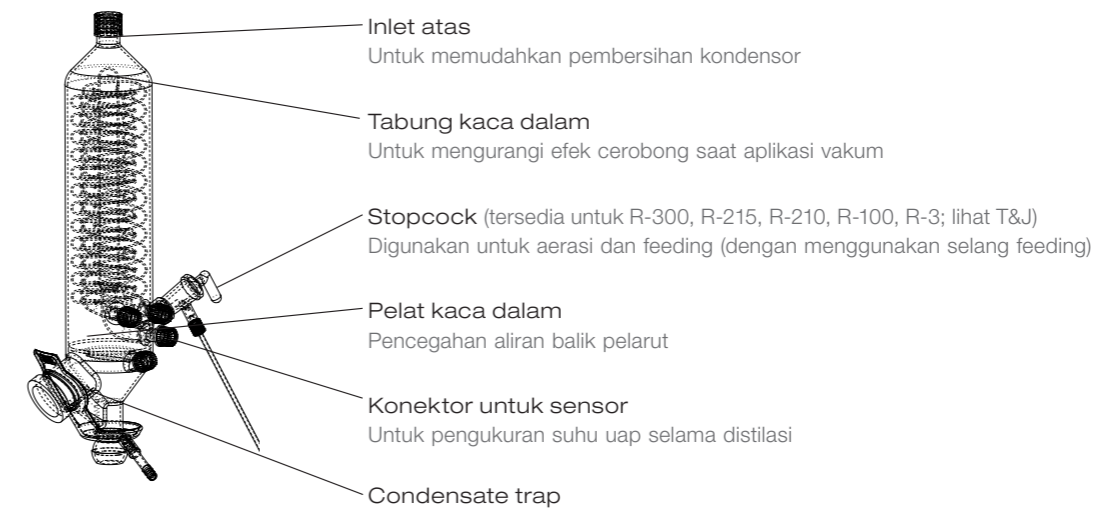 Inlet atas
Untuk memudahkan pembersihan kondensor
Tabung kaca dalam
Untuk mengurangi efek cerobong saat aplikasi vakum
Stopcock (tersedia untuk R-300, R-215, R-210, R-100, R-3; lihat T&J)
Digunakan untuk aerasi dan feeding (dengan menggunakan selang feeding)
Pelat kaca dalam
Pencegahan aliran balik pelarut
Konektor untuk sensor
Untuk pengukuran suhu uap selama distilasi
Condensate trap